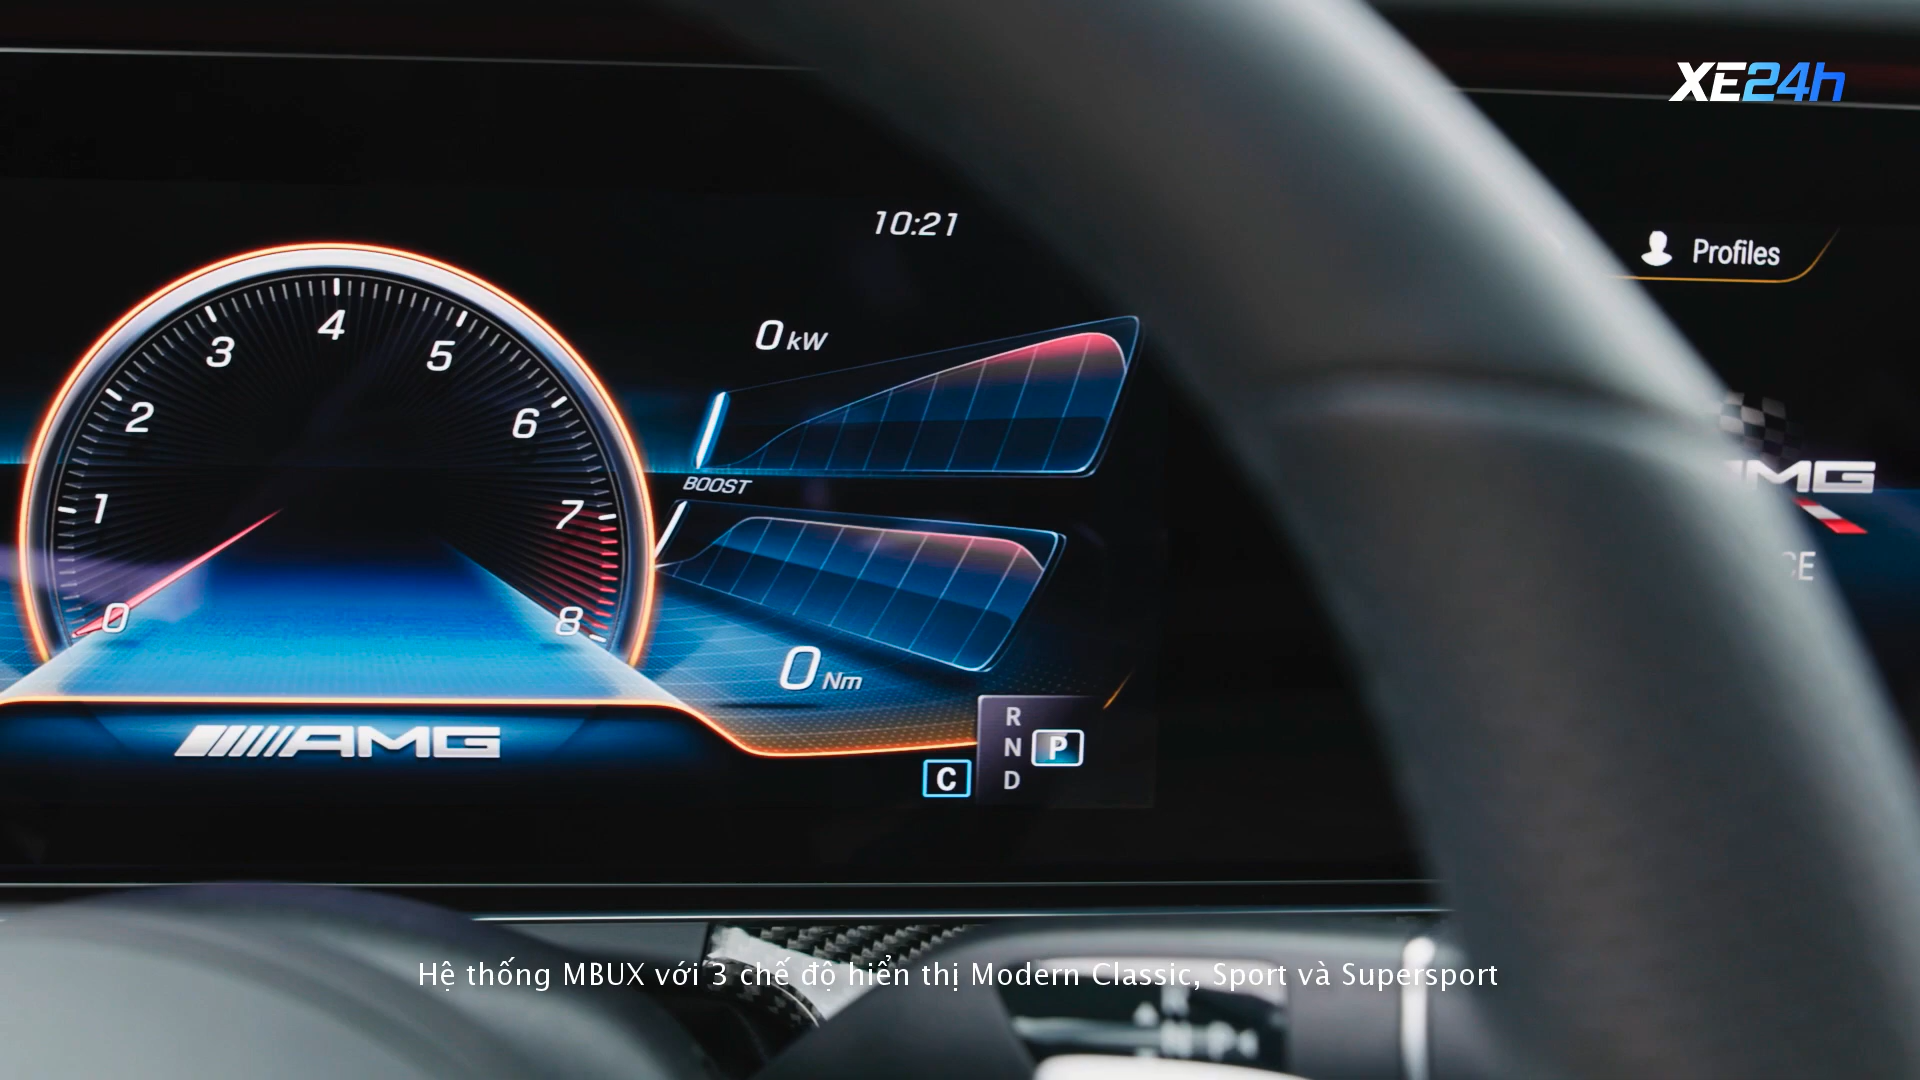 XE24h
10:21
Profiles
0 kW
4
3
5
2
6
BOOST
1
7
0
8
0 Nm
AMG
R
N
P
D
C
Hệ thống MBUX với 3 chế độ hiển thị Modern Classic, Sport và Supersport